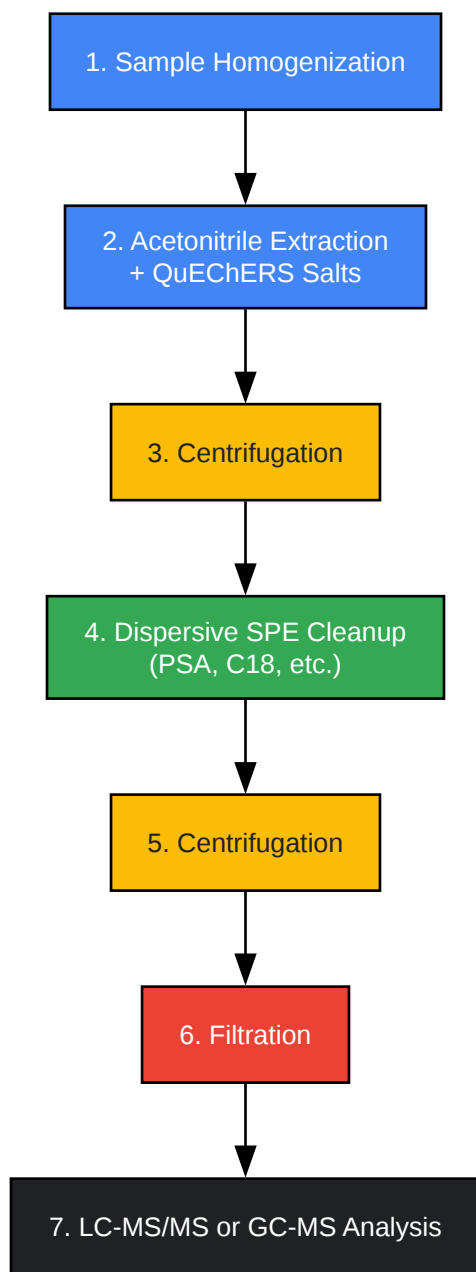 1. Sample Homogenization
2. Acetonitrile Extraction
+ QuEChERS Salts
3. Centrifugation
4. Dispersive SPE Cleanup
(PSA, C18, etc.)
5. Centrifugation
6. Filtration
7. LC-MS/MS or GC-MS Analysis